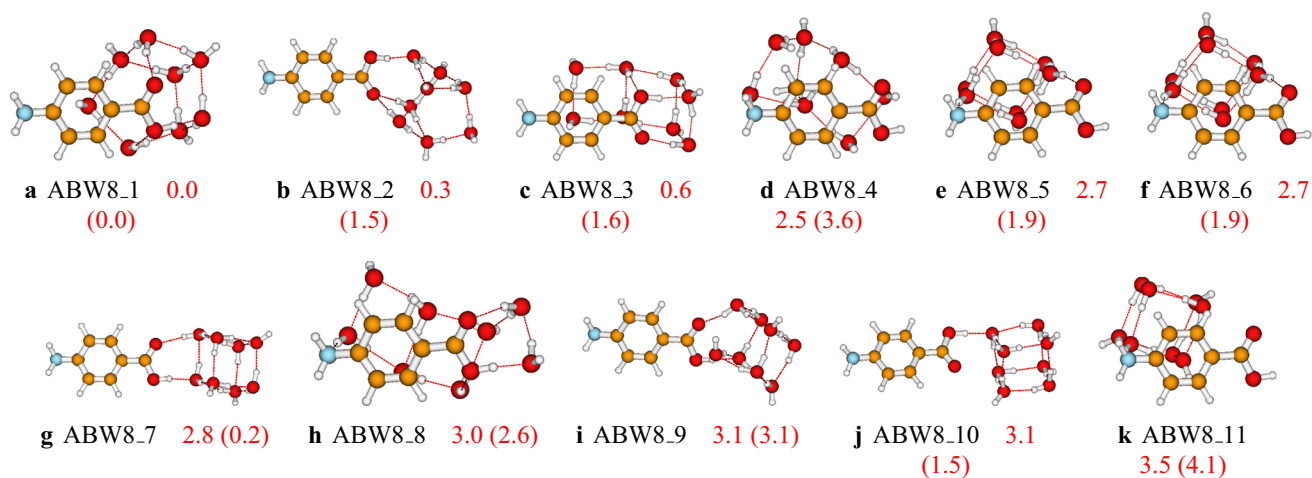 a ABW8_1 0.0
(0.0)
b ABW8_2 0.3
(1.5)
c ABW8_3 0.6
(1.6)
d ABW8_4
2.5 (3.6)
e ABW8_5 2.7
(1.9)
f ABW8_6 2.7
(1.9)
g ABW8_7 2.8 (0.2)
h ABW8_8 3.0 (2.6)
i ABW8_9 3.1 (3.1)
j ABW8_10 3.1
(1.5)
k ABW8_11
3.5 (4.1)